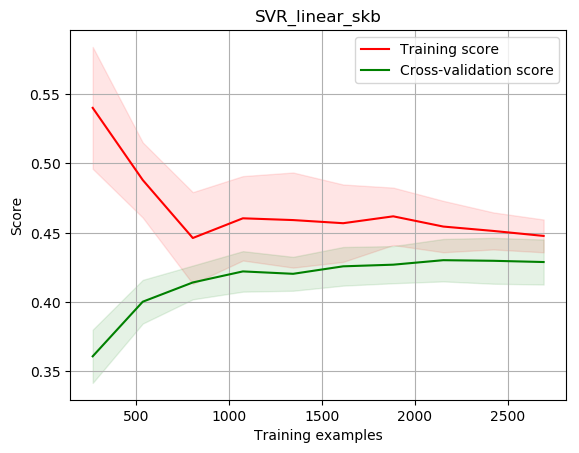 SVR_linear_skb
Training score
Cross-validation score
0.55
0.50
0.45
0.40
0.35
Score
500
1000
1500
2000
2500
Training examples